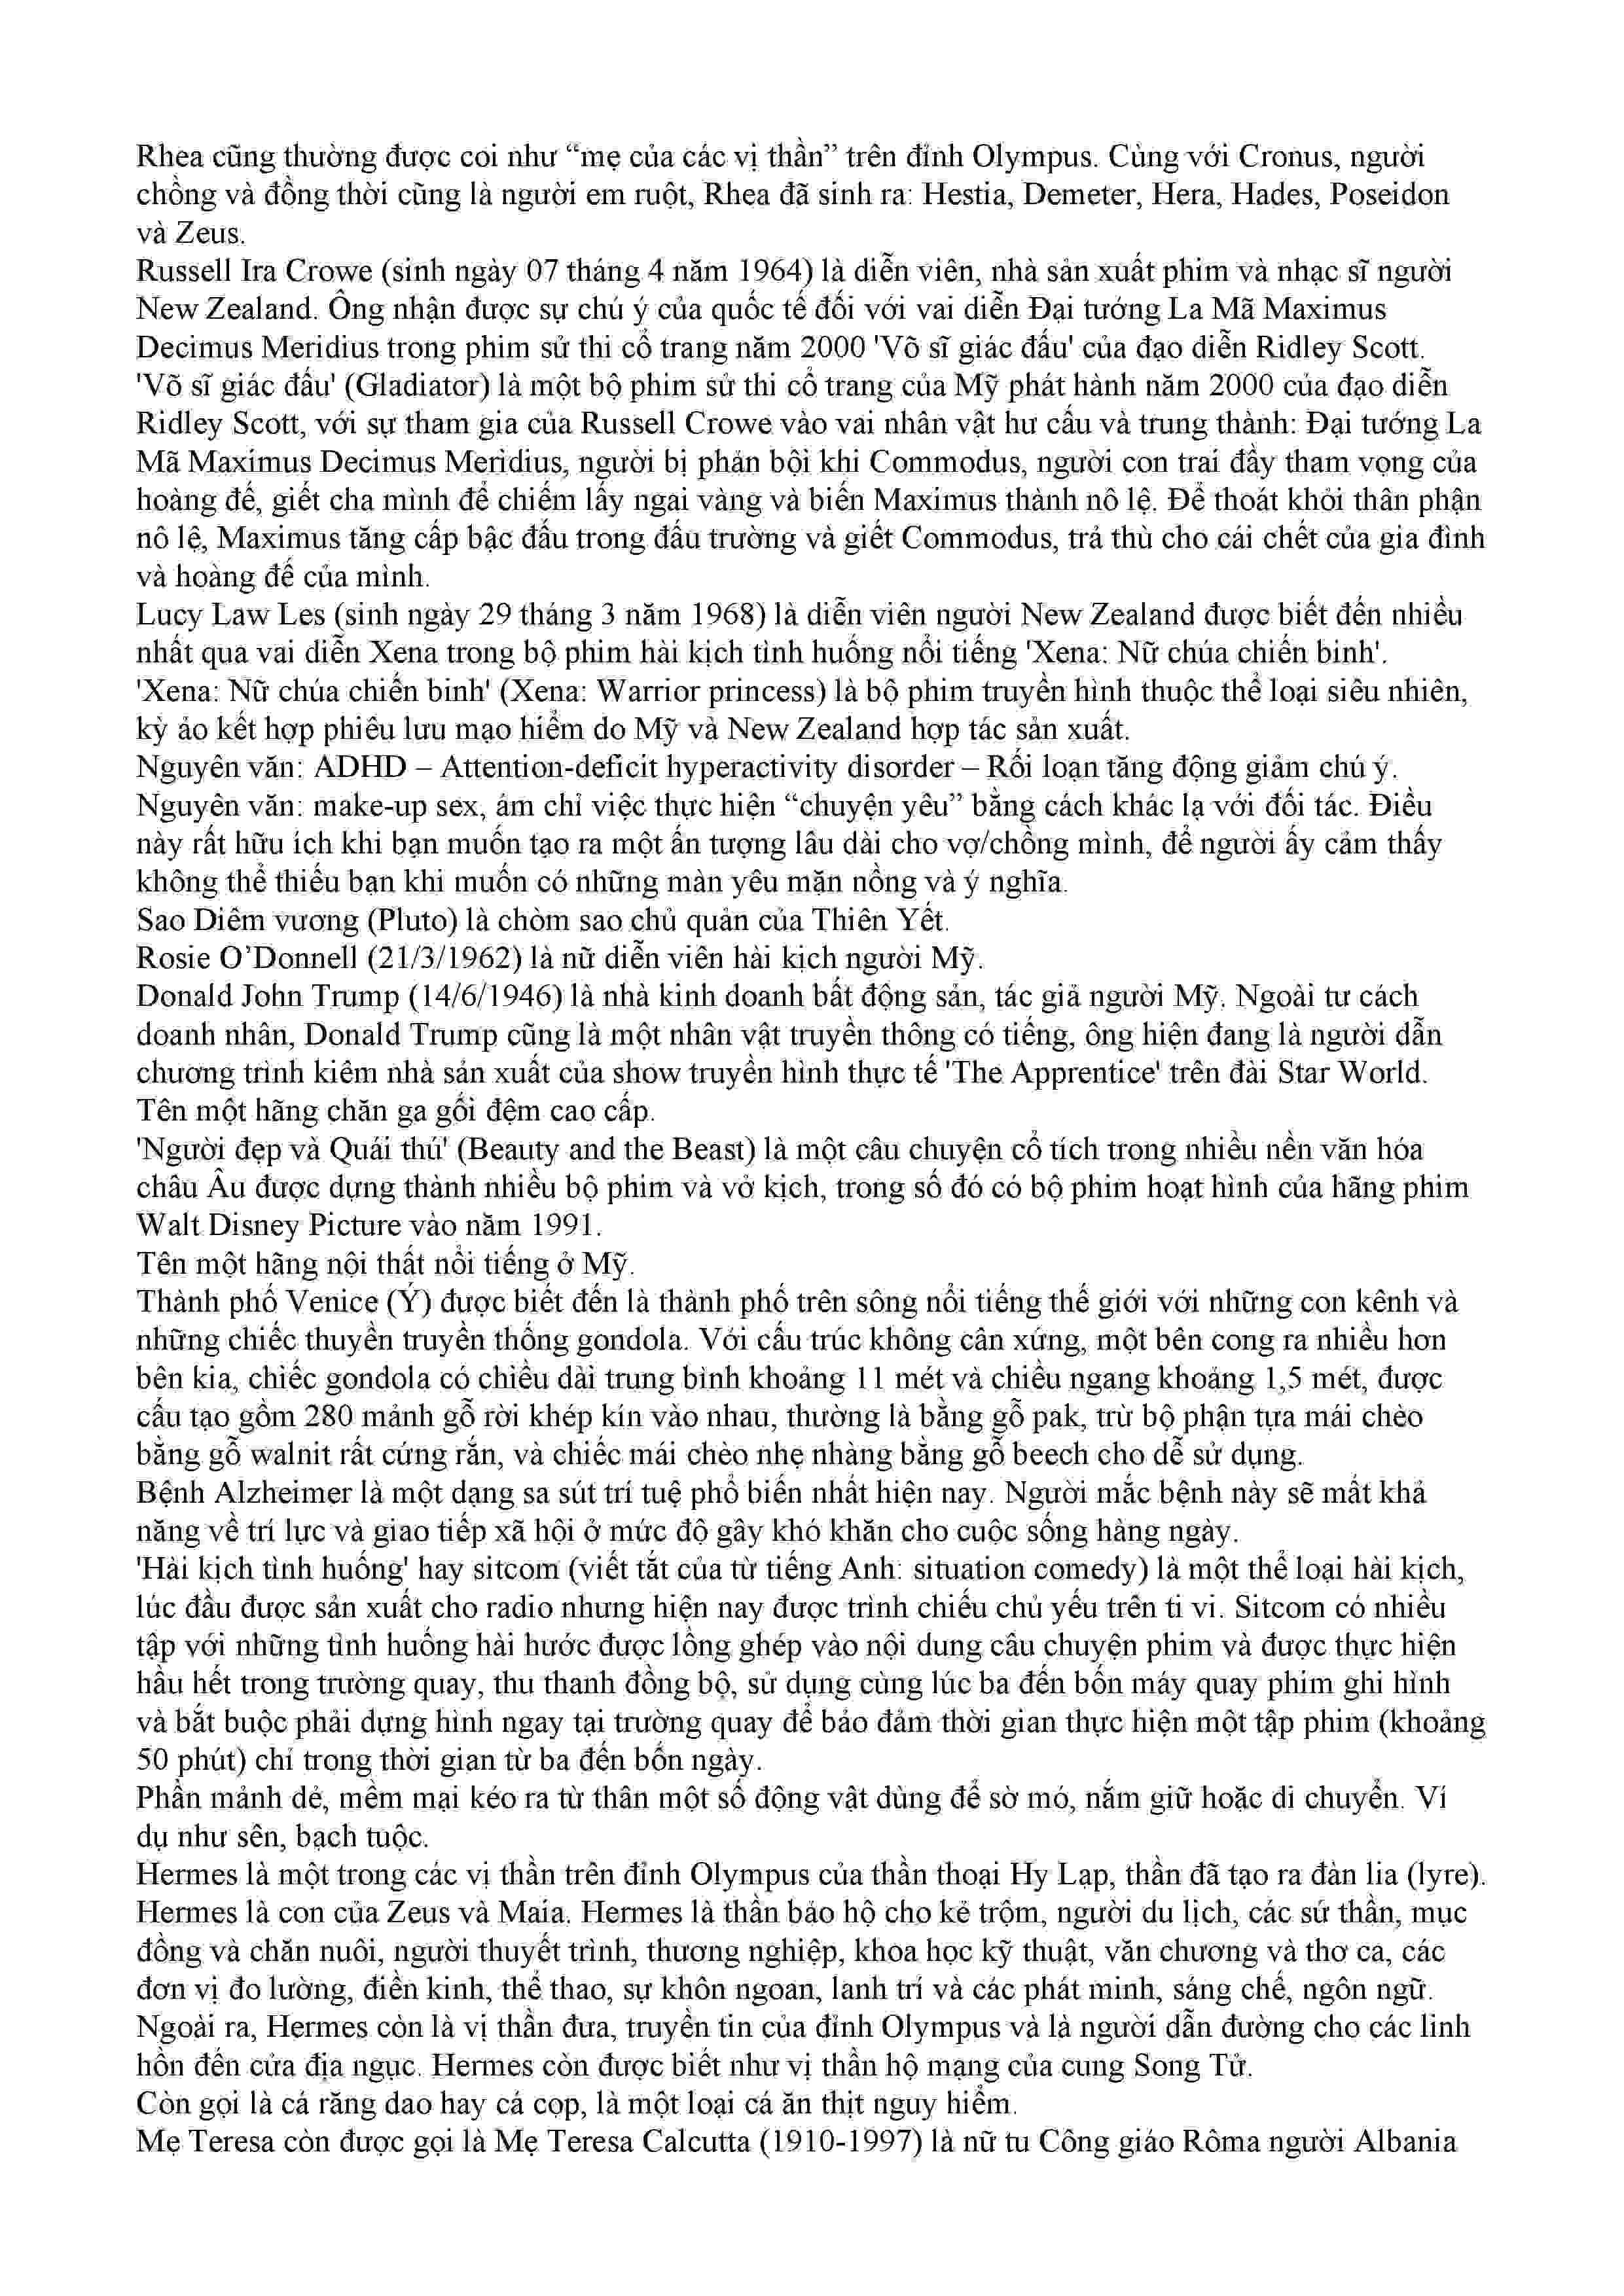 Rhea cũng thường được coi như “mẹ của các vị thần” trên đỉnh Olympus. Cùng với Cronus, người
chồng và đồng thời cũng là người em ruột, Rhea đã sinh ra: Hestia, Demeter, Hera, Hades, Poseidon
và Zeus.
Russell Ira Crowe (sinh ngày 07 tháng 4 năm 1964) là diễn viên, nhà sản xuất phim và nhạc sĩ người
New Zealand. Ông nhận được sự chú ý của quốc tế đối với vai diễn Đại tướng La Mã Maximus
Decimus Meridius trong phim sử thi cổ trang năm 2000 'Võ sĩ giác đấu' của đạo diễn Ridley Scott.
'Võ sĩ giác đấu' (Gladiator) là một bộ phim sử thi cổ trang của Mỹ phát hành năm 2000 của đạo diễn
Ridley Scott, với sự tham gia của Russell Crowe vào vai nhân vật hư cấu và trung thành: Đại tướng La
Mã Maximus Decimus Meridius, người bị phản bội khi Commodus, người con trai đầy tham vọng của
hoàng đế, giết cha mình để chiếm lấy ngai vàng và biến Maximus thành nô lệ. Để thoát khỏi thân phận
nô lệ, Maximus tăng cấp bậc đấu trong đấu trường và giết Commodus, trả thù cho cái chết của gia đình
và hoàng đế của mình.
Lucy Law Les (sinh ngày 29 tháng 3 năm 1968) là diễn viên người New Zealand được biết đến nhiều
nhất qua vai diễn Xena trong bộ phim hài kịch tình huống nổi tiếng 'Xena: Nữ chúa chiến binh'.
'Xena: Nữ chúa chiến binh' (Xena: Warrior princess) là bộ phim truyền hình thuộc thể loại siêu nhiên,
kỳ ảo kết hợp phiêu lưu mạo hiểm do Mỹ và New Zealand hợp tác sản xuất.
Nguyên văn: ADHD – Attention-deficit hyperactivity disorder – Rối loạn tăng động giảm chú ý.
Nguyên văn: make-up sex, ám chỉ việc thực hiện “chuyện yêu” bằng cách khác lạ với đối tác. Điều
này rất hữu ích khi bạn muốn tạo ra một ấn tượng lâu dài cho vợ/chồng mình, để người ấy cảm thấy
không thể thiếu bạn khi muốn có những màn yêu mặn nồng và ý nghĩa.
Sao Diêm vương (Pluto) là chòm sao chủ quản của Thiên Yết.
Rosie O’Donnell (21/3/1962) là nữ diễn viên hài kịch người Mỹ.
Donald John Trump (14/6/1946) là nhà kinh doanh bất động sản, tác giả người Mỹ. Ngoài tư cách
doanh nhân, Donald Trump cũng là một nhân vật truyền thông có tiếng, ông hiện đang là người dẫn
chương trình kiêm nhà sản xuất của show truyền hình thực tế 'The Apprentice' trên đài Star World.
Tên một hãng chăn ga gối đệm cao cấp.
'Người đẹp và Quái thú' (Beauty and the Beast) là một câu chuyện cổ tích trong nhiều nền văn hóa
châu Âu được dựng thành nhiều bộ phim và vở kịch, trong số đó có bộ phim hoạt hình của hãng phim
Walt Disney Picture vào năm 1991.
Tên một hãng nội thất nổi tiếng ở Mỹ.
Thành phố Venice (Ý) được biết đến là thành phố trên sông nổi tiếng thế giới với những con kênh và
những chiếc thuyền truyền thống gondola. Với cấu trúc không cân xứng, một bên cong ra nhiều hơn
bên kia, chiếc gondola có chiều dài trung bình khoảng 11 mét và chiều ngang khoảng 1,5 mét, được
cấu tạo gồm 280 mảnh gỗ rời khép kín vào nhau, thường là bằng gỗ pak, trừ bộ phận tựa mái chèo
bằng gỗ walnit rất cứng rắn, và chiếc mái chèo nhẹ nhàng bằng gỗ beech cho dễ sử dụng.
Bệnh Alzheimer là một dạng sa sút trí tuệ phổ biến nhất hiện nay. Người mắc bệnh này sẽ mất khả
năng về trí lực và giao tiếp xã hội ở mức độ gây khó khăn cho cuộc sống hàng ngày.
'Hài kịch tình huống' hay sitcom (viết tắt của từ tiếng Anh: situation comedy) là một thể loại hài kịch,
lúc đầu được sản xuất cho radio nhưng hiện nay được trình chiếu chủ yếu trên ti vi. Sitcom có nhiều
tập với những tình huống hài hước được lồng ghép vào nội dung câu chuyện phim và được thực hiện
hầu hết trong trường quay, thu thanh đồng bộ, sử dụng cùng lúc ba đến bốn máy quay phim ghi hình
và bắt buộc phải dựng hình ngay tại trường quay để bảo đảm thời gian thực hiện một tập phim (khoảng
50 phút) chỉ trong thời gian từ ba đến bốn ngày.
Phần mảnh dẻ, mềm mại kéo ra từ thân một số động vật dùng để sờ mó, nắm giữ hoặc di chuyển. Ví
dụ như sên, bạch tuộc.
Hermes là một trong các vị thần trên đỉnh Olympus của thần thoại Hy Lạp, thần đã tạo ra đàn lia (lyre).
Hermes là con của Zeus và Maia. Hermes là thần bảo hộ cho kẻ trộm, người du lịch, các sứ thần, mục
đồng và chăn nuôi, người thuyết trình, thương nghiệp, khoa học kỹ thuật, văn chương và thơ ca, các
đơn vị đo lường, điền kinh, thể thao, sự khôn ngoan, lanh trí và các phát minh, sáng chế, ngôn ngữ.
Ngoài ra, Hermes còn là vị thần đưa, truyền tin của đỉnh Olympus và là người dẫn đường cho các linh
hồn đến cửa địa ngục. Hermes còn được biết như vị thần hộ mạng của cung Song Tử.
Còn gọi là cá răng dao hay cá cọp, là một loại cá ăn thịt nguy hiểm.
Mẹ Teresa còn được gọi là Mẹ Teresa Calcutta (1910-1997) là nữ tu Công giáo Rôma người Albania